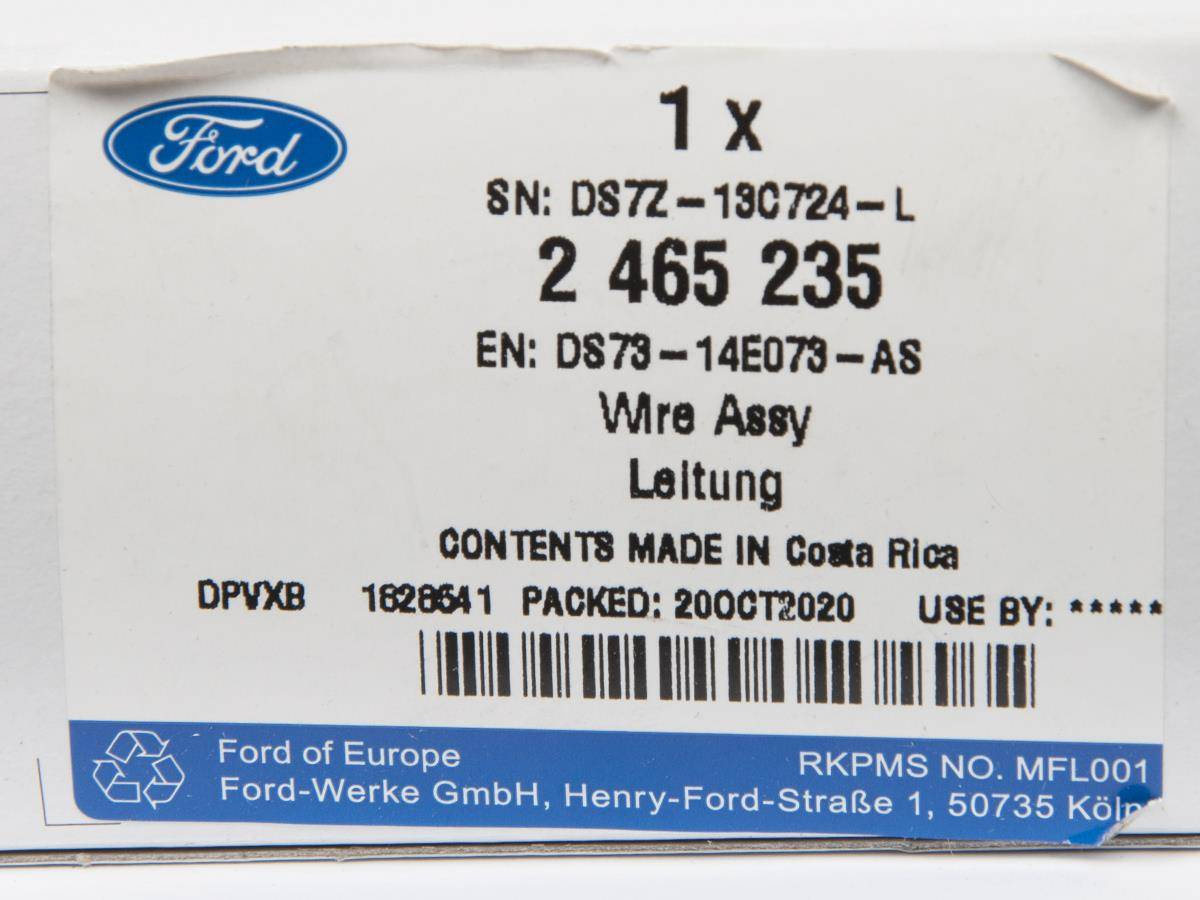 Ford
1 x
SN: DS7Z-13C724-L
2 465 235
EN: DS73-14E073-AS
Wire Assy
Leitung
CONTENTS MADE IN Costa Rica
DPVXB 1628541 PACKED: 20OCT2020 USE BY: *****
Ford of Europe
RKPMS NO. MFL001
Ford-Werke GmbH, Henry-Ford-Straße 1, 50735 Köln